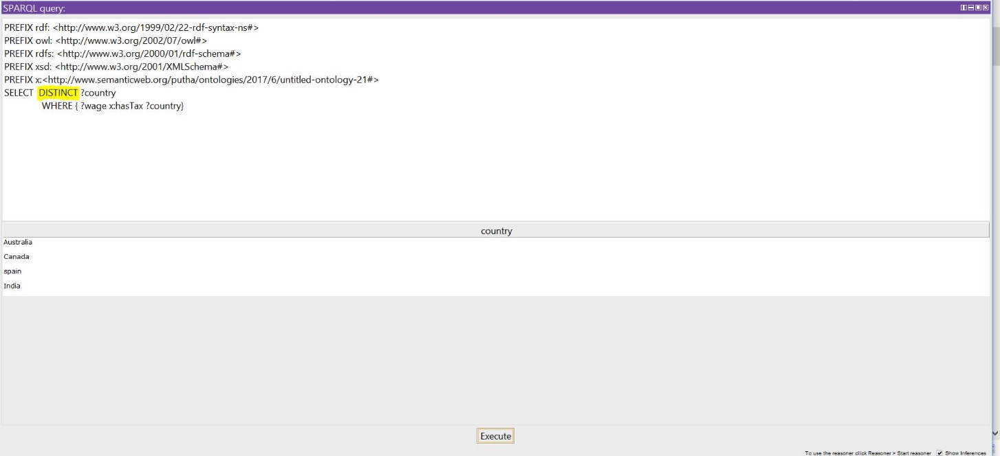 SPARQL query:
PREFIX rdf: <http://www.w3.org/1999/02/22-rdf-syntax-ns#>
PREFIX owl: <http://www.w3.org/2002/07/owl#>
PREFIX rdfs: <http://www.w3.org/2000/01/rdf-schema#>
PREFIX xsd: <http://www.w3.org/2001/XMLSchema#>
PREFIX x:<http://www.semanticweb.org/putha/ontologies/2017/6/untitled-ontology-21#>
SELECT DISTINCT ?country
WHERE { ?wage x:hasTax ?country}
country
Australia
Canada
spain
India
Execute
To use the reasoner click Reasoner > Start reasoner Show Inferences